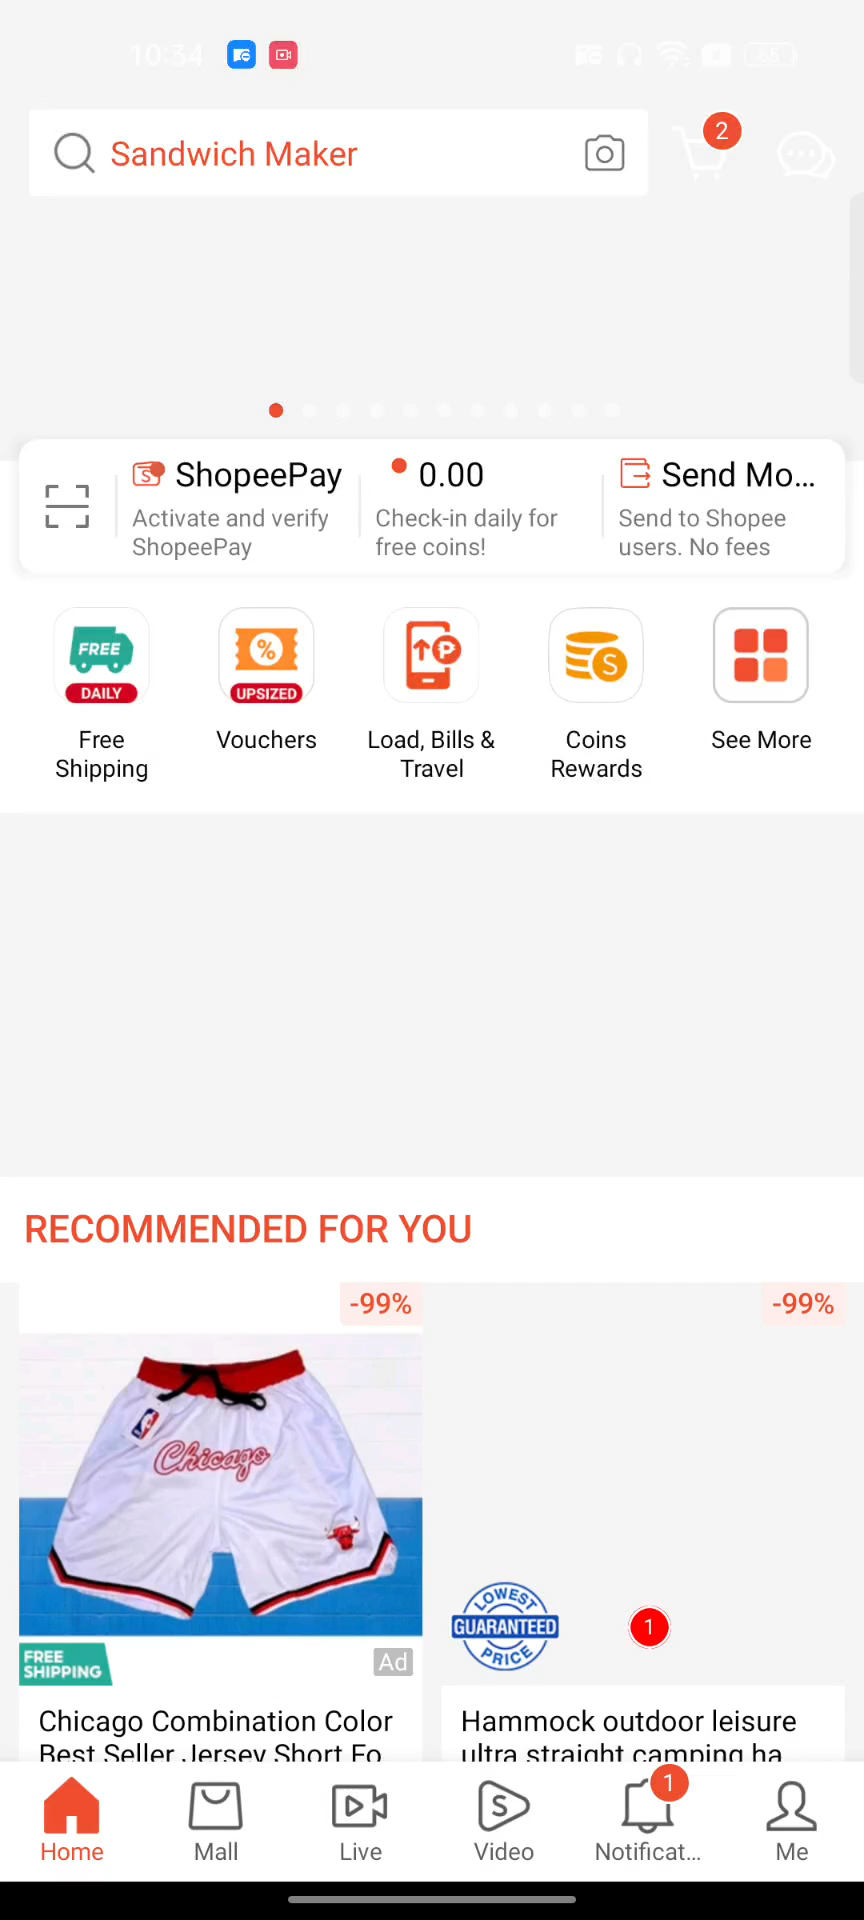 10:34
65
Sandwich Maker
2
ShopeePay
0.00
Send Mo...
Activate and verify
ShopeePay
Check-in daily for
free coins!
Send to Shopee
users. No fees
FREE
DAILY
%
UPSIZED
P
S
Free
Shipping
Vouchers
Load, Bills &
Travel
Coins
Rewards
See More
RECOMMENDED FOR YOU
-99%
-99%
Chicago
LOWEST
GUARANTEED
PRICE
1
FREE
SHIPPING
Ad
Chicago Combination Color
Best Seller Jersey Short Fo
Hammock outdoor leisure
ultra straight camping ha
1
Home
Mall
Live
Video
Notificat...
Me